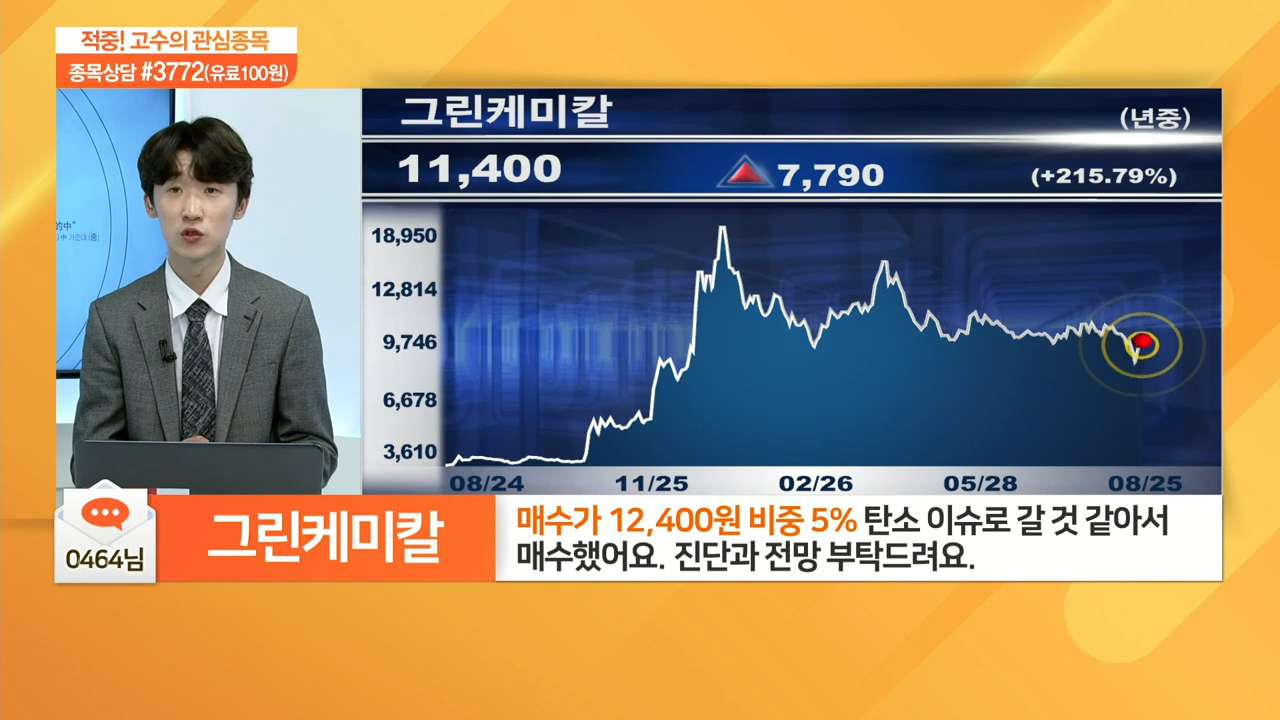 적중! 고수의 관심종목
종목상담 #3772(유료100원)
的中"
그린케미칼
(년중)
11,400
7,790
(+215.79%)
18,950
12,814
9,746
6,678
3,610
08/24 11/25 02/26 05/28 08/25
0464님
그린케미칼
매수가 12,400원 비중 5% 탄소 이슈로 갈 것 같아서
매수했어요. 진단과 전망 부탁드려요.